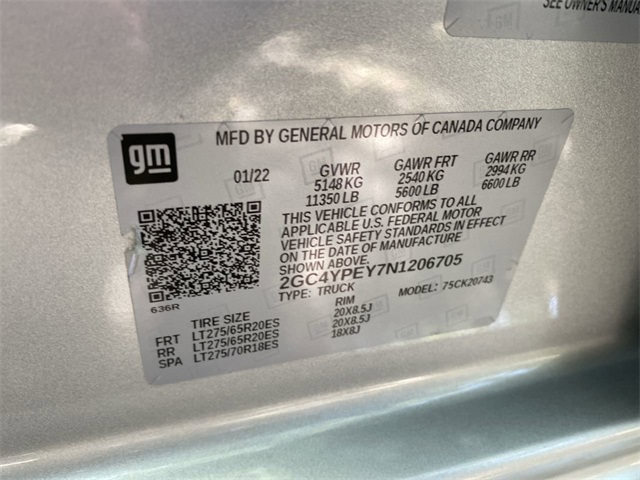 SEE OWNER'S MANUAL
GM
gm
MFD BY GENERAL MOTORS OF CANADA COMPANY
01/22 GVWR GAWR FRT GAWR RR
5148 KG 2540 KG 2994 KG
11350 LB 5600 LB 6600 LB
THIS VEHICLE CONFORMS TO ALL
APPLICABLE U.S. FEDERAL MOTOR
VEHICLE SAFETY STANDARDS IN EFFECT
ON THE DATE OF MANUFACTURE
SHOWN ABOVE.
2GC4YPEY7N1206705
TYPE: TRUCK MODEL: 75CK20743
636R
TIRE SIZE RIM
FRT LT275/65R20ES 20X8.5J
RR LT275/65R20ES 20X8.5J
SPA LT275/70R18ES 18X8J